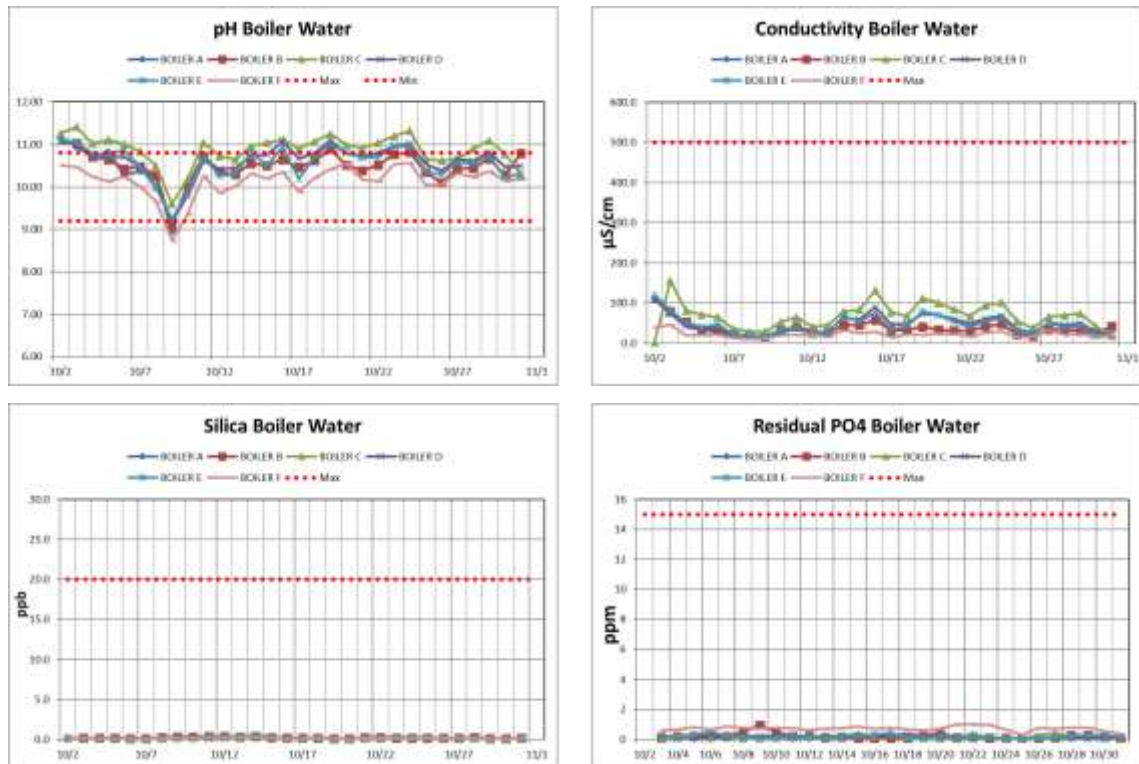 pH Boiler Water
BOILER A BOILER B BOILER C BOILER D
BOILER E BOILER F Max Min
12.00
11.00
10.00
9.00
8.00
7.00
6.00
10/2 10/7 10/12 10/17 10/22 10/27 11/1
Conductivity Boiler Water
BOILER A BOILER B BOILER C BOILER D
BOILER E BOILER F Max
µS/cm
600.0
500.0
400.0
300.0
200.0
100.0
0.0
10/2 10/7 10/12 10/17 10/22 10/27 11/1
Silica Boiler Water
BOILER A BOILER B BOILER C BOILER D
BOILER E BOILER F Max
ppb
30.0
25.0
20.0
15.0
10.0
5.0
0.0
10/2 10/7 10/12 10/17 10/22 10/27 11/1
Residual PO4 Boiler Water
BOILER A BOILER B BOILER C BOILER D
BOILER E BOILER F Max
ppm
16
14
12
10
8
6
4
2
0
10/2 10/4 10/6 10/8 10/10 10/12 10/14 10/16 10/18 10/20 10/22 10/24 10/26 10/28 10/30